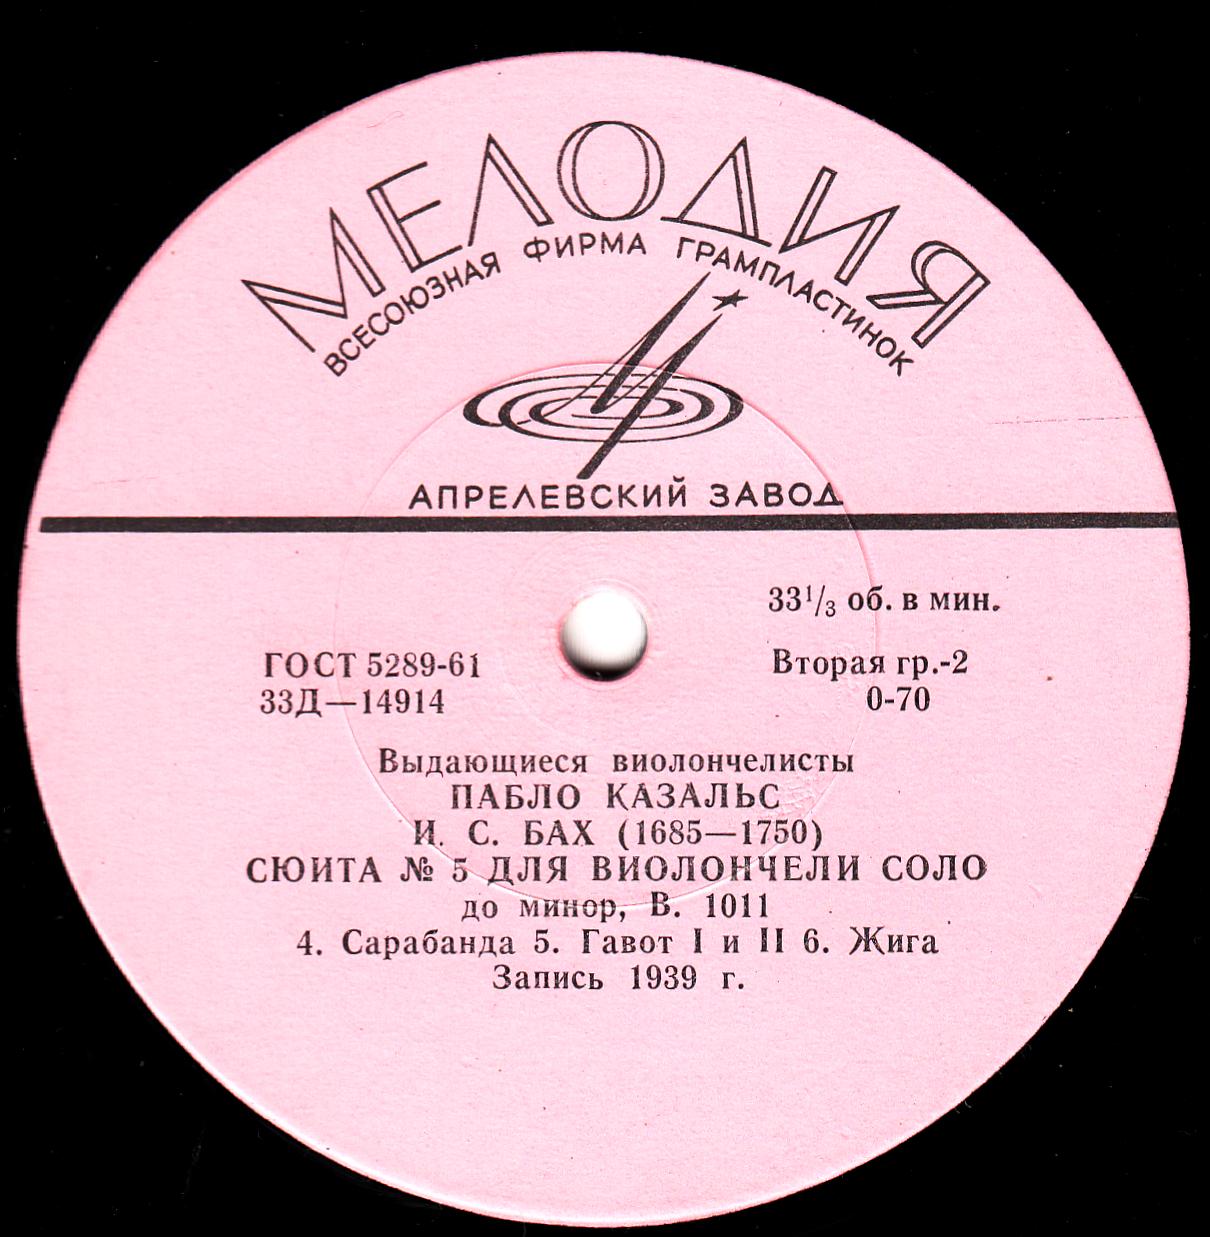 МЕЛОДИЯ
ВСЕСОЮЗНАЯ ФИРМА ГРАМПЛАСТИНОК
АПРЕЛЕВСКИЙ ЗАВОД
33 1/3 об. в мин.
ГОСТ 5289-61
33Д—14914
Вторая гр.-2
0-70
Выдающиеся виолончелисты
ПАБЛО КАЗАЛЬС
И. С. БАХ (1685—1750)
СЮИТА № 5 ДЛЯ ВИОЛОНЧЕЛИ СОЛО
до минор, В. 1011
4. Сарабанда 5. Гавот I и II 6. Жига
Запись 1939 г.